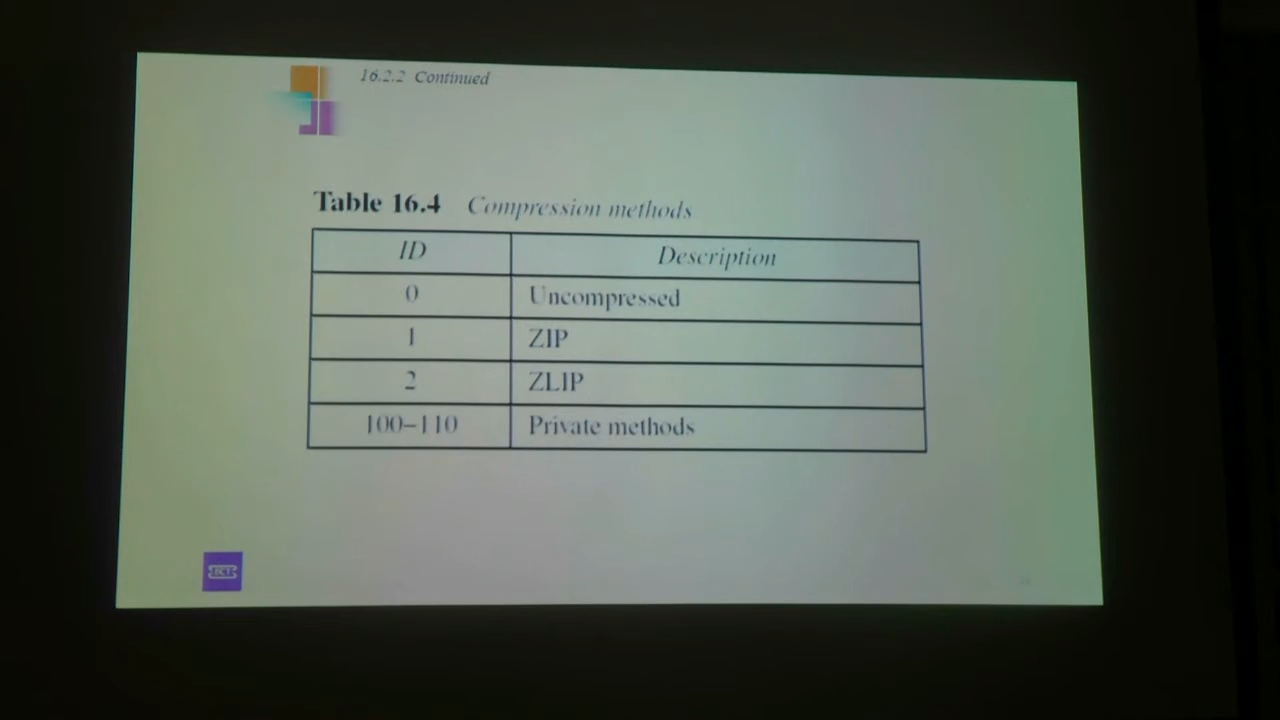 16.2.2 Continued
Table 16.4 Compression methods
ID Description
0 Uncompressed
1 ZIP
2 ZLIP
100–110 Private methods